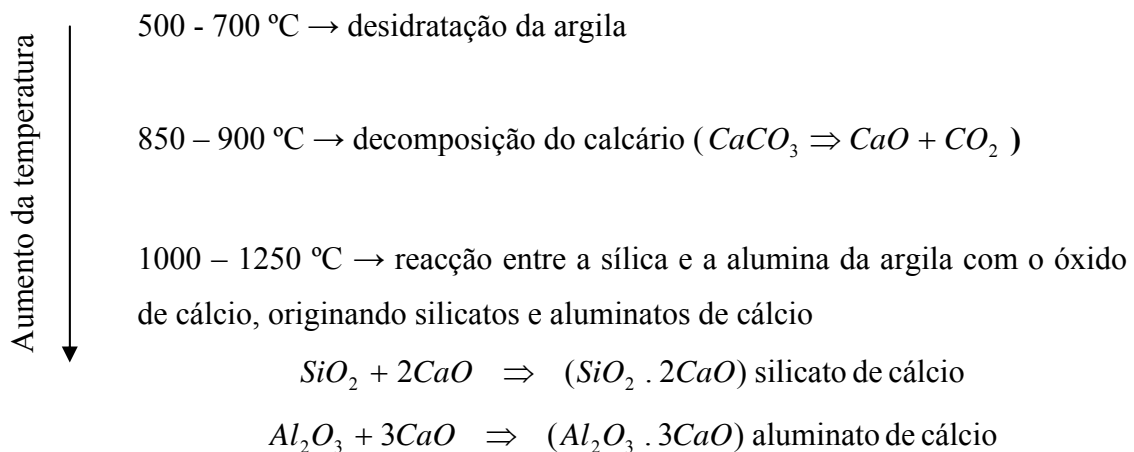 Aumento da temperatura
500 - 700 ºC → desidratação da argila
850 – 900 ºC → decomposição do calcário ( CaCO₃ ⇒ CaO + CO₂ )
1000 – 1250 ºC → reacção entre a sílica e a alumina da argila com o óxido
de cálcio, originando silicatos e aluminatos de cálcio
SiO₂ + 2CaO ⇒ (SiO₂ . 2CaO) silicato de cálcio
Al₂O₃ + 3CaO ⇒ (Al₂O₃ . 3CaO) aluminato de cálcio